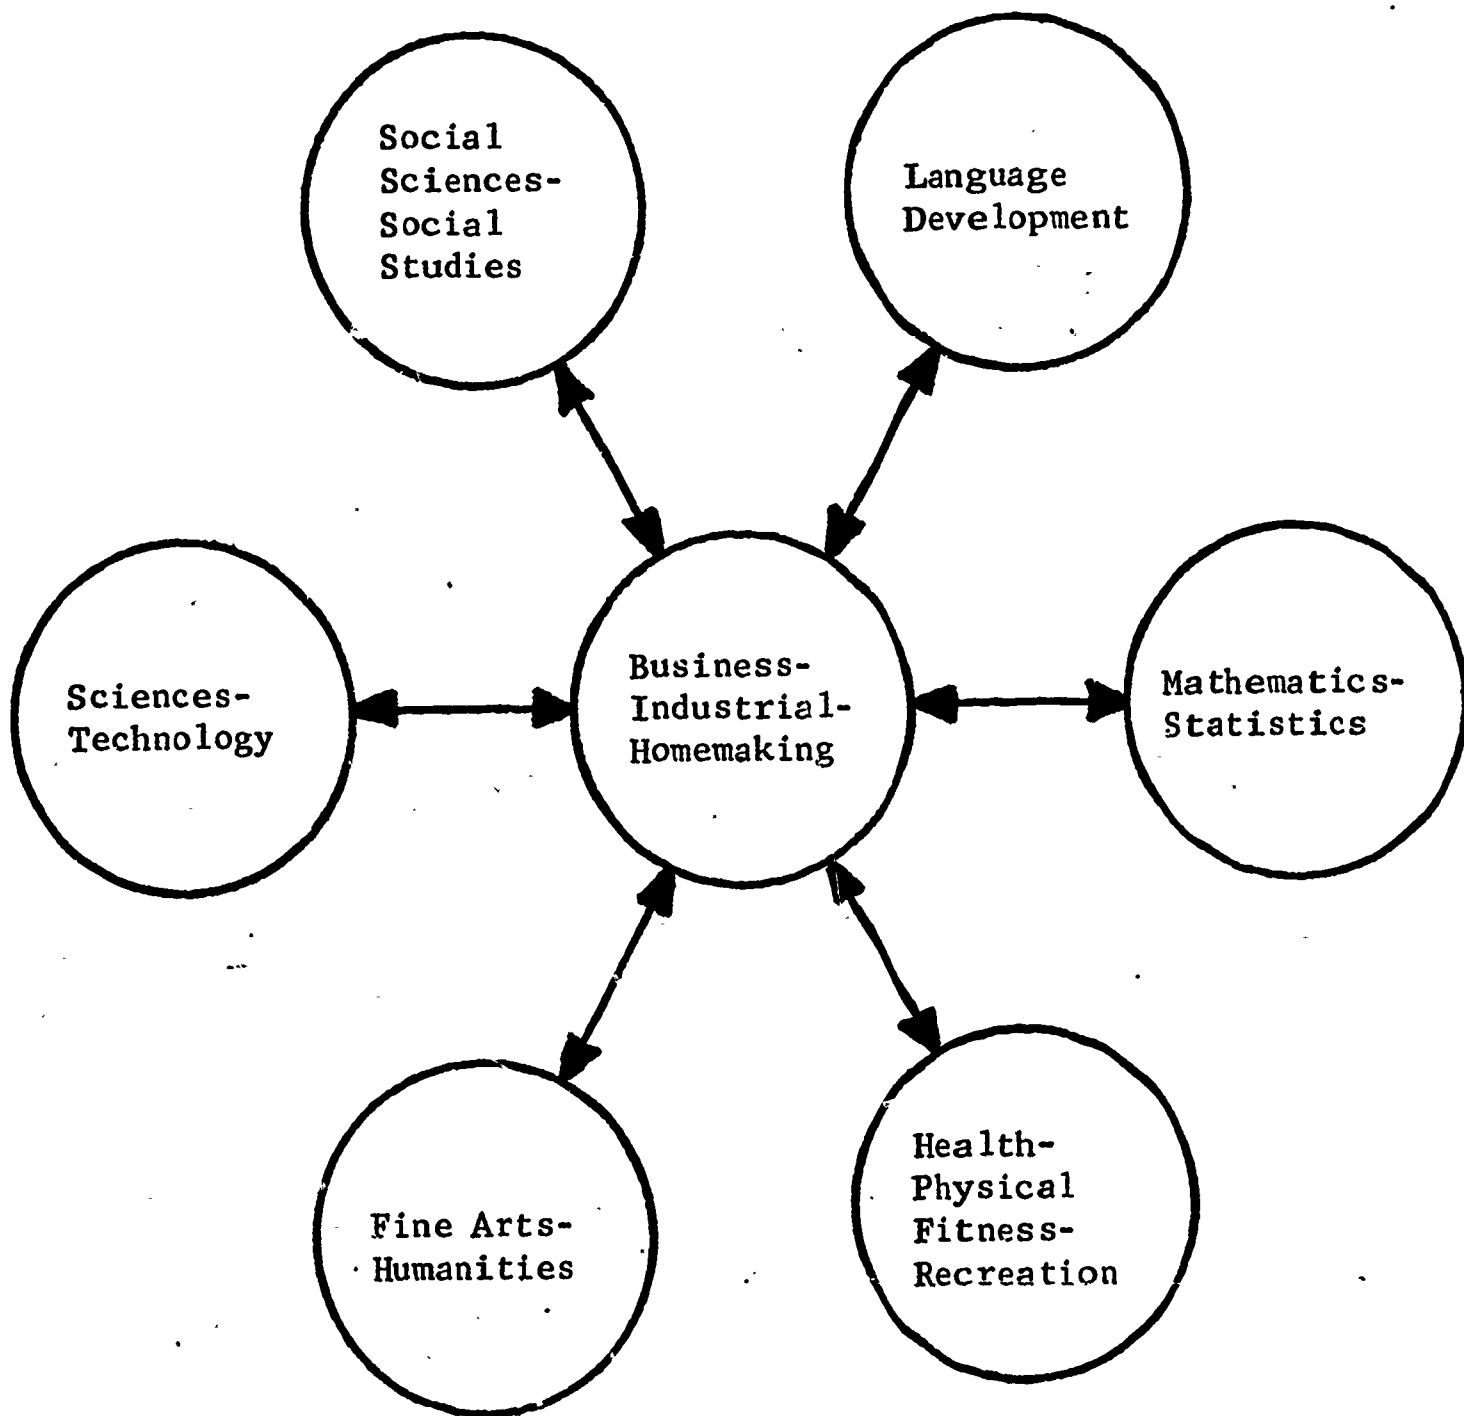 Social
Sciences-
Social
Studies
Language
Development
Sciences-
Technology
Business-
Industrial-
Homemaking
Mathematics-
Statistics
Fine Arts-
Humanities
Health-
Physical
Fitness-
Recreation